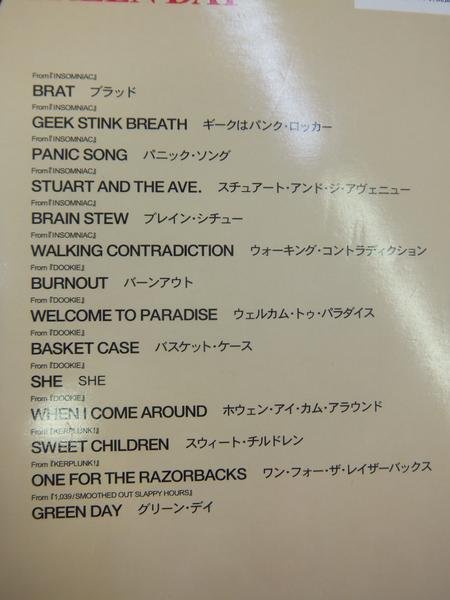 GREEN DAY
From『INSOMNIAC』
BRAT ブラッド
From『INSOMNIAC』
GEEK STINK BREATH ギークはパンク・ロッカー
From『INSOMNIAC』
PANIC SONG パニック・ソング
From『INSOMNIAC』
STUART AND THE AVE. スチュアート・アンド・ジ・アヴェニュー
From『INSOMNIAC』
BRAIN STEW ブレイン・シチュー
From『INSOMNIAC』
WALKING CONTRADICTION ウォーキング・コントラディクション
From『DOOKIE』
BURNOUT バーンアウト
From『DOOKIE』
WELCOME TO PARADISE ウェルカム・トゥ・パラダイス
From『DOOKIE』
BASKET CASE バスケット・ケース
From『DOOKIE』
SHE SHE
From『DOOKIE』
WHEN I COME AROUND ホウェン・アイ・カム・アラウンド
From『KERPLUNK!』
SWEET CHILDREN スウィート・チルドレン
From『KERPLUNK!』
ONE FOR THE RAZORBACKS ワン・フォー・ザ・レイザーバックス
From『1,039/SMOOTHED OUT SLAPPY HOURS』
GREEN DAY グリーン・デイ